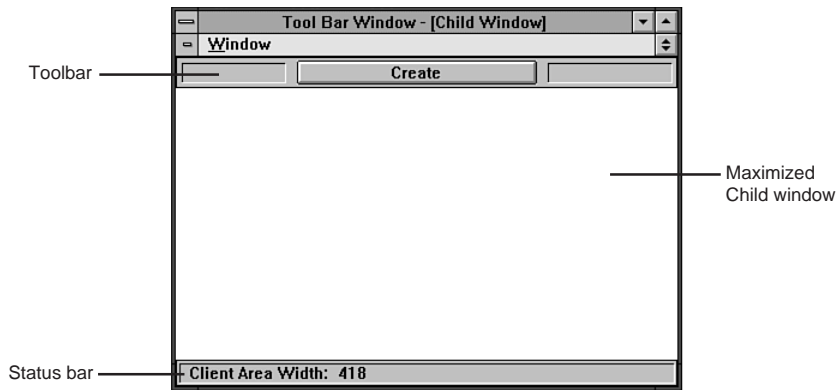 Tool Bar Window - [Child Window]
Window
Toolbar
Create
Maximized
Child window
Status bar
Client Area Width: 418